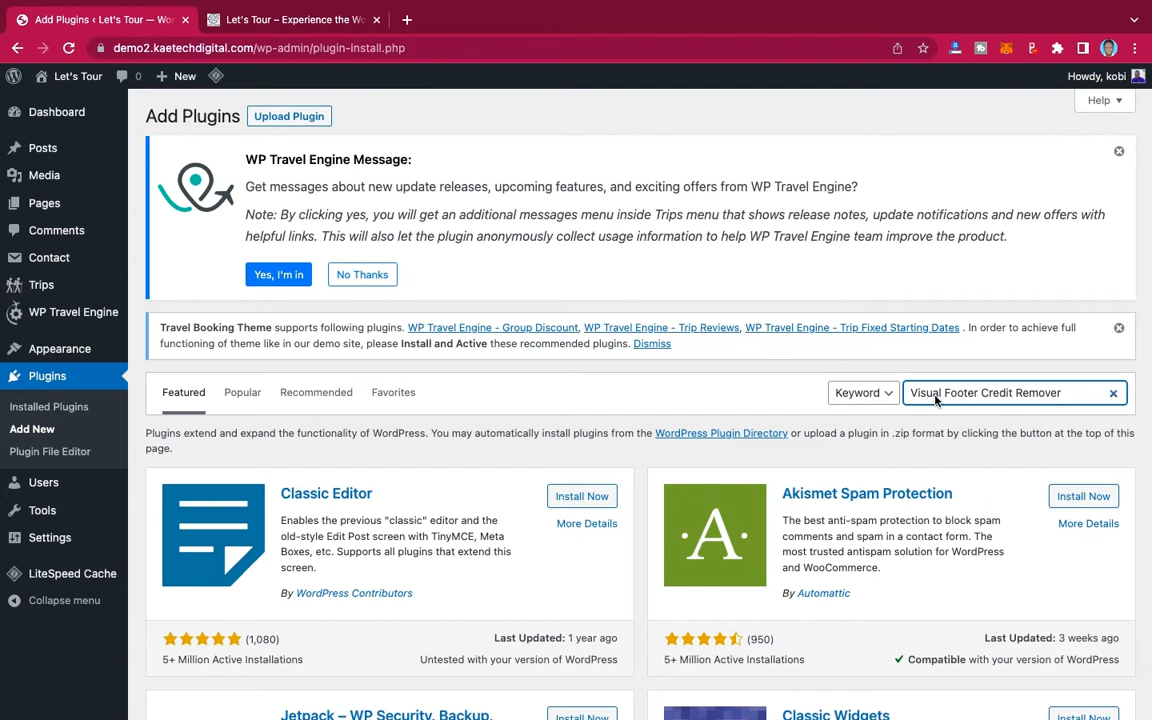 Add Plugins ‹ Let's Tour — Wor
Let's Tour – Experience the Wo
demo2.kaetechdigital.com/wp-admin/plugin-install.php
Let's Tour
0
New
Howdy, kobi
Help
Dashboard
Posts
Media
Pages
Comments
Contact
Trips
WP Travel Engine
Appearance
Plugins
Installed Plugins
Add New
Plugin File Editor
Users
Tools
Settings
LiteSpeed Cache
Collapse menu
Add Plugins
Upload Plugin
WP Travel Engine Message:
Get messages about new update releases, upcoming features, and exciting offers from WP Travel Engine?
Note: By clicking yes, you will get an additional messages menu inside Trips menu that shows release notes, update notifications and new offers with
helpful links. This will also let the plugin anonymously collect usage information to help WP Travel Engine team improve the product.
Yes, I'm in
No Thanks
Travel Booking Theme supports following plugins. WP Travel Engine - Group Discount, WP Travel Engine - Trip Reviews, WP Travel Engine - Trip Fixed Starting Dates . In order to achieve full
functioning of theme like in our demo site, please Install and Active these recommended plugins. Dismiss
Featured
Popular
Recommended
Favorites
Keyword
Visual Footer Credit Remover
Plugins extend and expand the functionality of WordPress. You may automatically install plugins from the WordPress Plugin Directory or upload a plugin in .zip format by clicking the button at the top of this
page.
Classic Editor
Install Now
More Details
Enables the previous "classic" editor and the
old-style Edit Post screen with TinyMCE, Meta
Boxes, etc. Supports all plugins that extend this
screen.
By WordPress Contributors
(1,080)
Last Updated: 1 year ago
5+ Million Active Installations
Untested with your version of WordPress
Akismet Spam Protection
Install Now
More Details
The best anti-spam protection to block spam
comments and spam in a contact form. The
most trusted antispam solution for WordPress
and WooCommerce.
By Automattic
(950)
Last Updated: 3 weeks ago
5+ Million Active Installations
Compatible with your version of WordPress
Jetpack – WP Security, Backup,
Install Now
Classic Widgets
Install Now